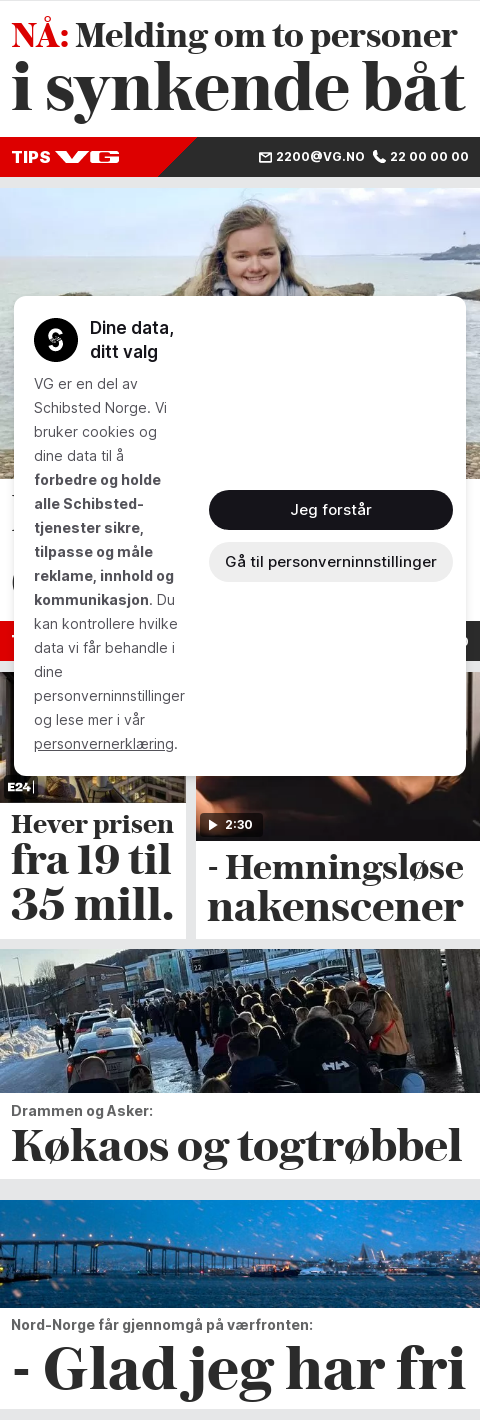 NÅ: Melding om to personer
i synkende båt
TIPS VG
2200@VG.NO 22 00 00 00
Dine data,
ditt valg
VG er en del av
Schibsted Norge. Vi
bruker cookies og
dine data til å
forbedre og holde
alle Schibsted-
tjenester sikre,
tilpasse og måle
reklame, innhold og
kommunikasjon. Du
kan kontrollere hvilke
data vi får behandle i
dine
personverninnstillinger
og lese mer i vår
personvernerklæring.
Jeg forstår
Gå til personverninnstillinger
E24
Hever prisen
fra 19 til
35 mill.
2:30
- Hemningsløse
nakenscener
Drammen og Asker:
Køkaos og togtrøbbel
Nord-Norge får gjennomgå på værfronten:
- Glad jeg har fri